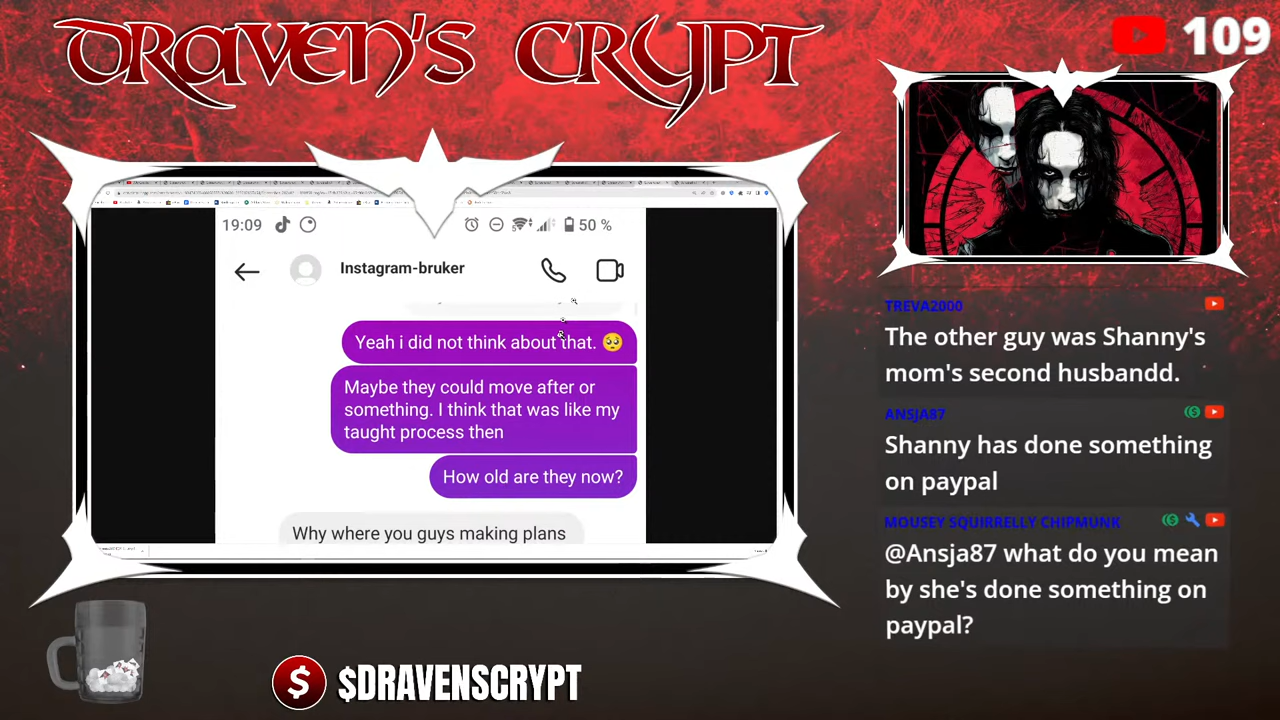 DRAVEN'S CRYPT
109
19:09
50 %
Instagram-bruker
Yeah i did not think about that. 🥺
Maybe they could move after or
something. I think that was like my
taught process then
How old are they now?
Why where you guys making plans
TREVA2000
The other guy was Shanny's
mom's second husbandd.
ANSJA87
Shanny has done something
on paypal
MOUSEY SQUIRRELLY CHIPMUNK
@Ansja87 what do you mean
by she's done something on
paypal?
$ $DRAVENSCRYPT